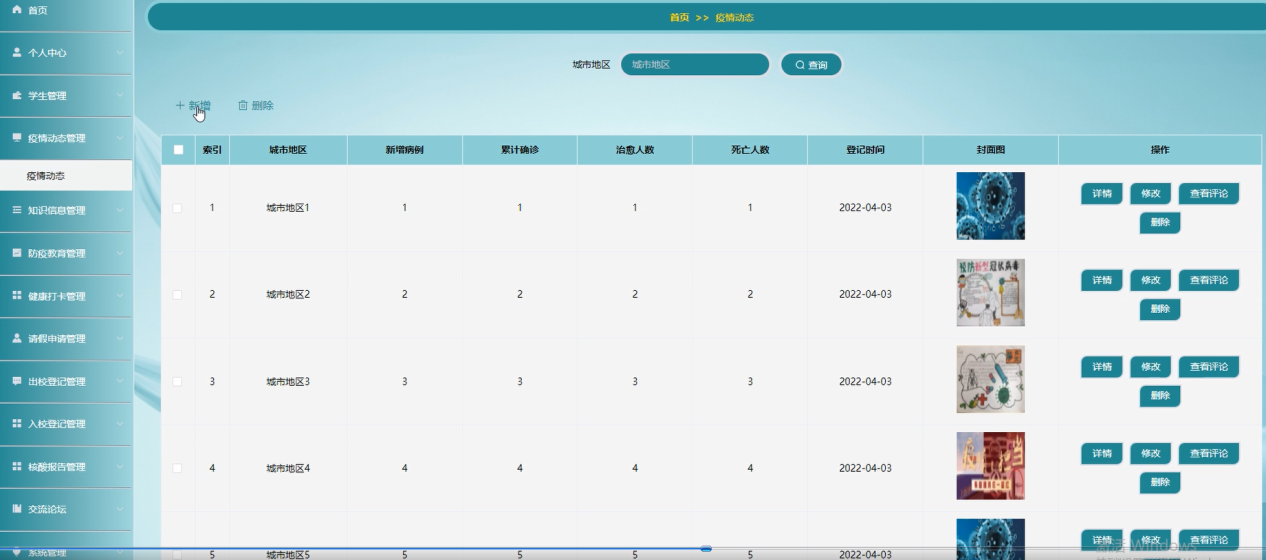 首页
个人中心
学生管理
疫情动态管理
疫情动态
知识信息管理
防疫教育管理
健康打卡管理
请假申请管理
出校登记管理
入校登记管理
核酸报告管理
交流论坛
系统管理
首页 >> 疫情动态
城市地区 城市地区 查询
新增 删除
索引 城市地区 新增病例 累计确诊 治愈人数 死亡人数 登记时间 封面图 操作
1 城市地区1 1 1 1 1 2022-04-03 详情 修改 查看评论
删除
2 城市地区2 2 2 2 2 2022-04-03 预防新型冠状病毒 详情 修改 查看评论
删除
3 城市地区3 3 3 3 3 2022-04-03 详情 修改 查看评论
删除
4 城市地区4 4 4 4 4 2022-04-03 详情 修改 查看评论
删除
5 城市地区5 5 5 5 5 2022-04-03 详情 修改 查看评论
激活 Windows